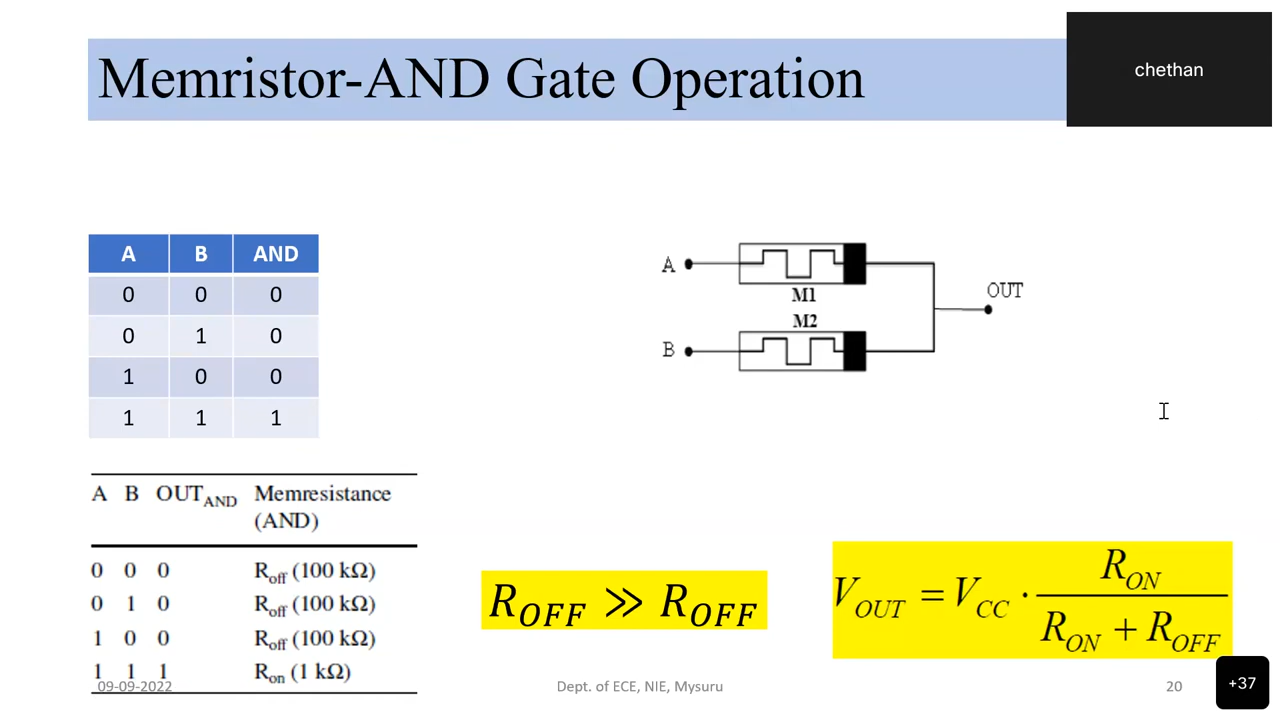 Memristor-AND Gate Operation
chethan
A B AND
0 0 0
0 1 0
1 0 0
1 1 1
A
M1
M2
B
OUT
A B OUT_AND Memresistance
(AND)
0 0 0 R_off (100 kΩ)
0 1 0 R_off (100 kΩ)
1 0 0 R_off (100 kΩ)
1 1 1 R_on (1 kΩ)
R_OFF ≫ R_OFF
V_OUT = V_CC · R_ON / (R_ON + R_OFF)
09-09-2022
Dept. of ECE, NIE, Mysuru
20
+37